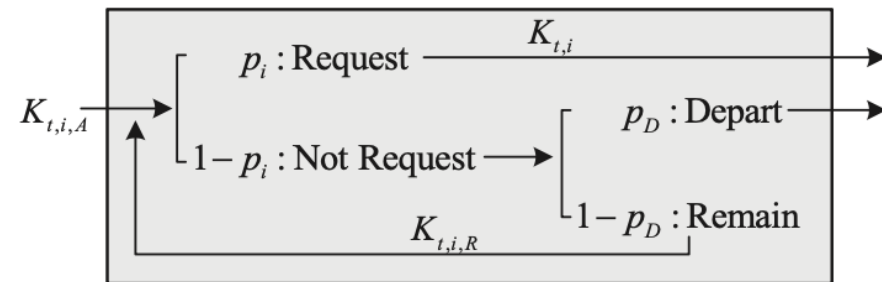 K_{t,i}
p_i : Request
K_{t,i,A}
p_D : Depart
1 − p_i : Not Request
1 − p_D : Remain
K_{t,i,R}